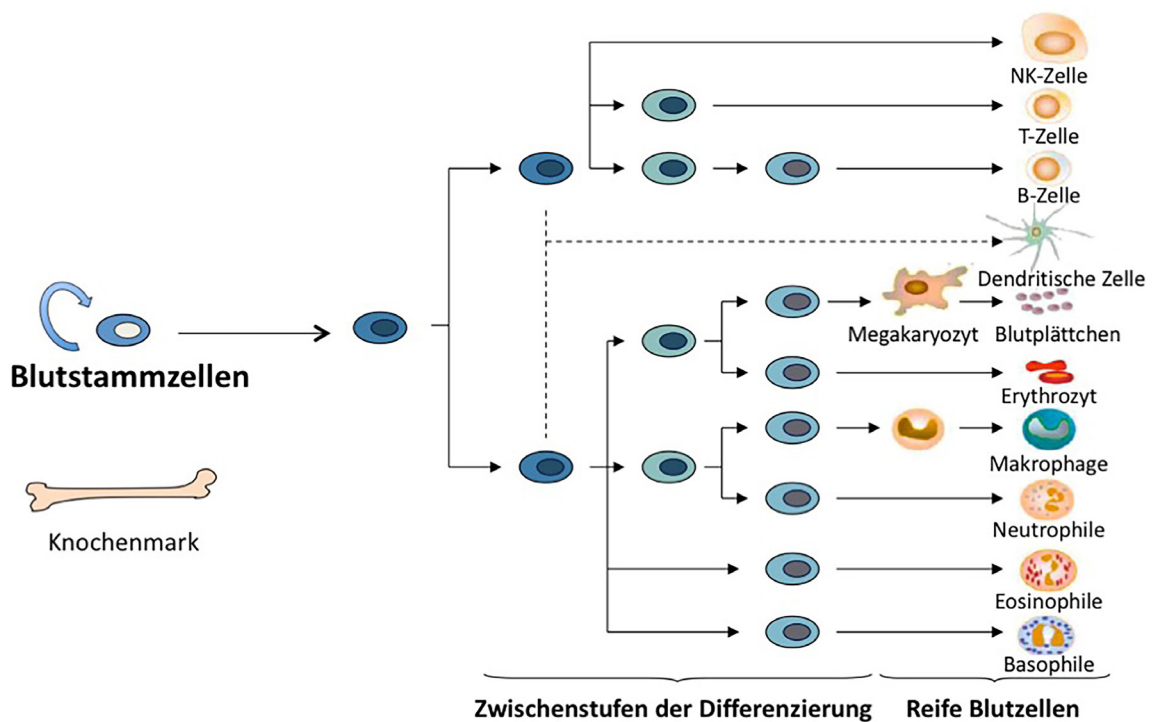 NK-Zelle
T-Zelle
B-Zelle
Dendritische Zelle
Megakaryozyt
Blutplättchen
Blutstammzellen
Erythrozyt
Makrophage
Knochenmark
Neutrophile
Eosinophile
Basophile
Zwischenstufen der Differenzierung
Reife Blutzellen